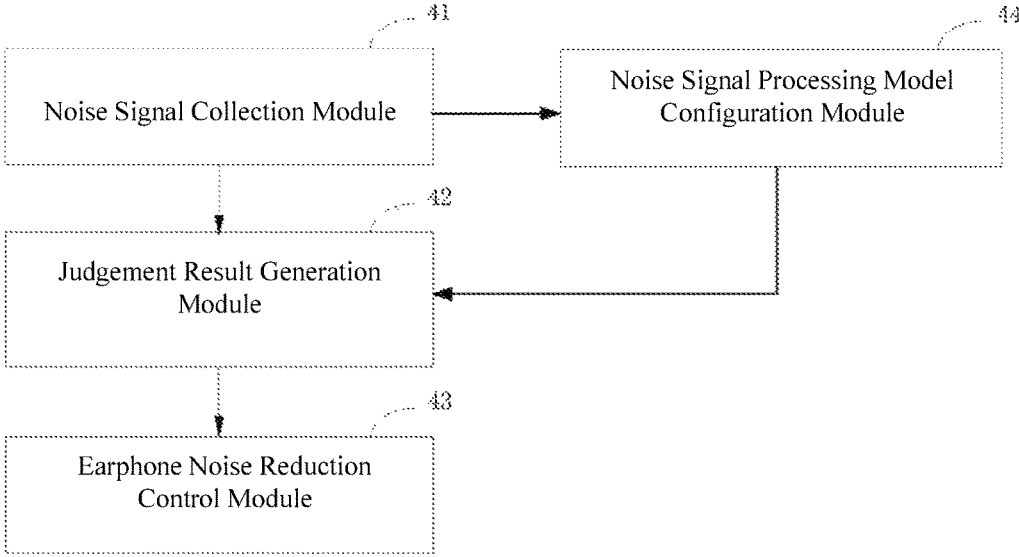 41
44
Noise Signal Collection Module
Noise Signal Processing Model
Configuration Module
42
Judgement Result Generation
Module
43
Earphone Noise Reduction
Control Module